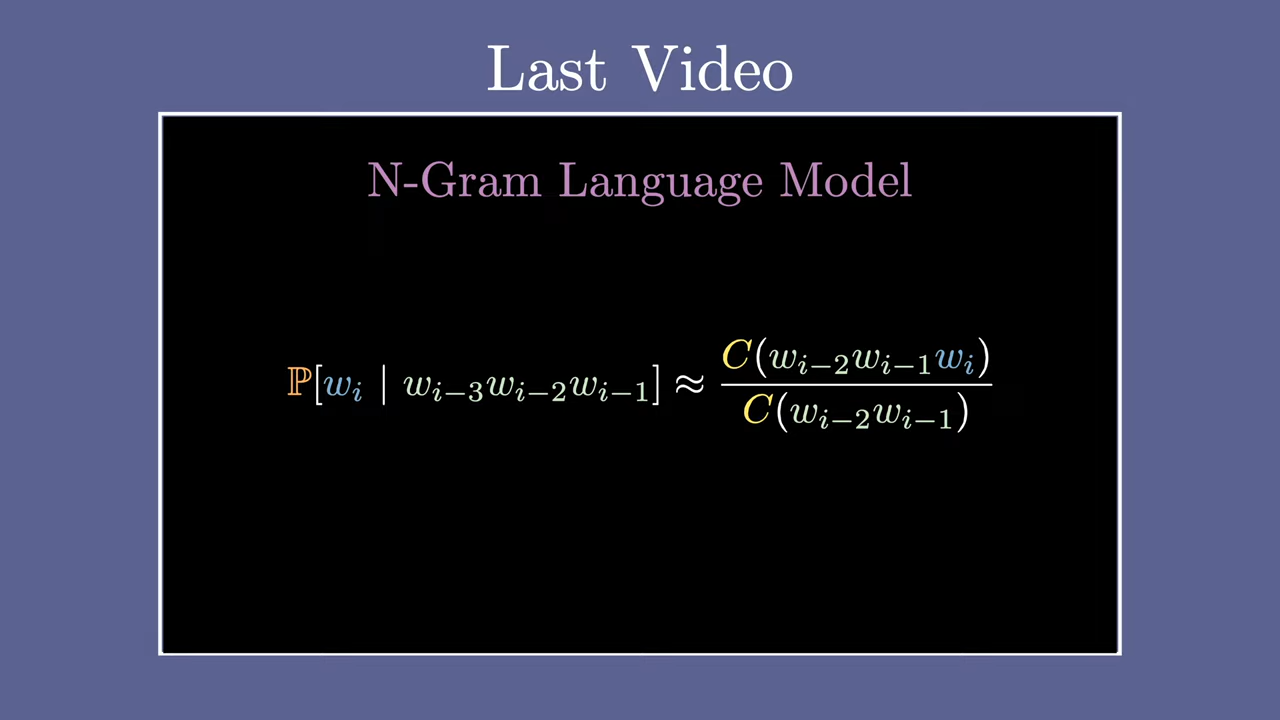 Last Video
N-Gram Language Model
ℙ[wᵢ | wᵢ₋₃wᵢ₋₂wᵢ₋₁] ≈ C(wᵢ₋₂wᵢ₋₁wᵢ) / C(wᵢ₋₂wᵢ₋₁)